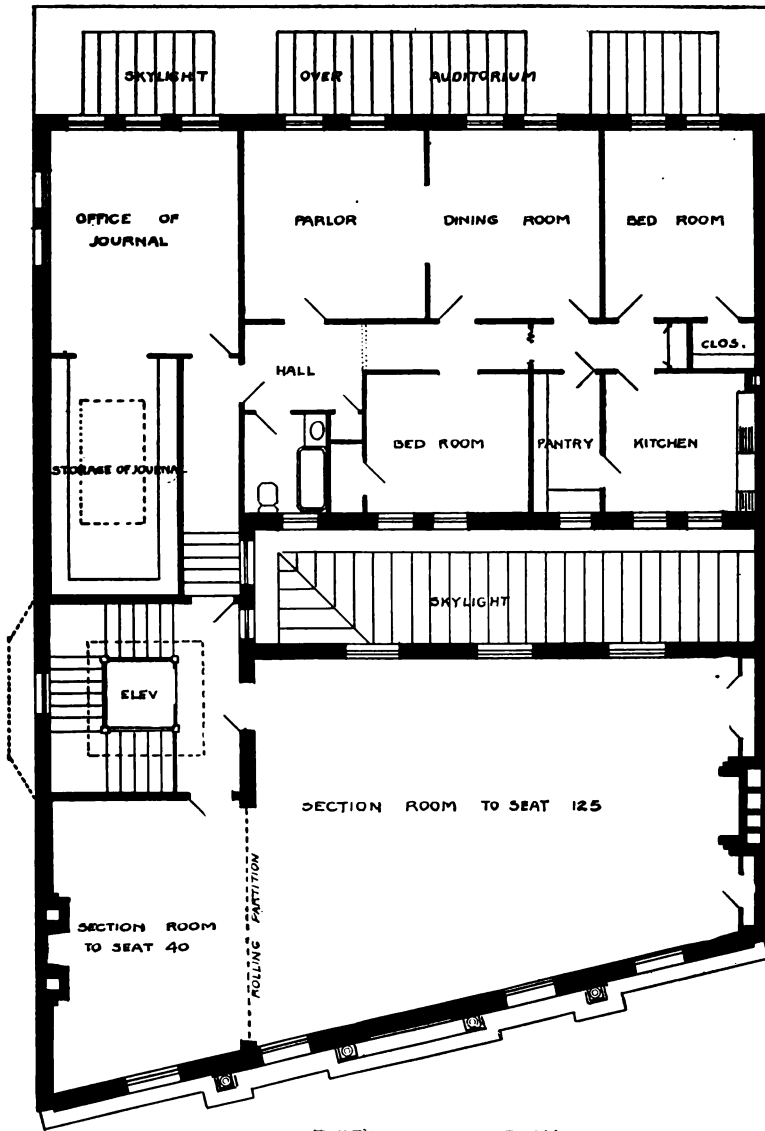 SKYLIGHT OVER AUDITORIUM
OFFICE OF
JOURNAL
PARLOR
DINING ROOM
BED ROOM
CLOS.
HALL
BED ROOM
PANTRY
KITCHEN
STORAGE OF JOURNAL
SKYLIGHT
ELEV
SECTION ROOM TO SEAT 125
ROLLING PARTITION
SECTION ROOM
TO SEAT 40